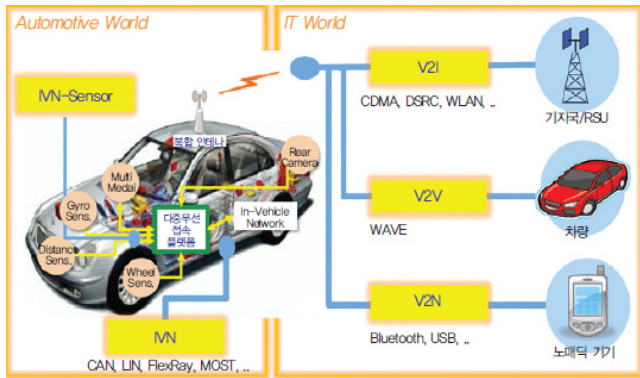 Automotive World
IT World
IVN-Sensor
복합 안테나
Rear
Camera
Multi
Medai
Gyro
Sens.
Distance
Sens.
Wheel
Sens.
다중무선
접속
플랫폼
In-Vehicle
Network
IVN
CAN, LIN, FlexRay, MOST, ..
V2I
CDMA, DSRC, WLAN, ..
기지국/RSU
V2V
WAVE
차량
V2N
Bluetooth, USB, ..
노매딕 기기